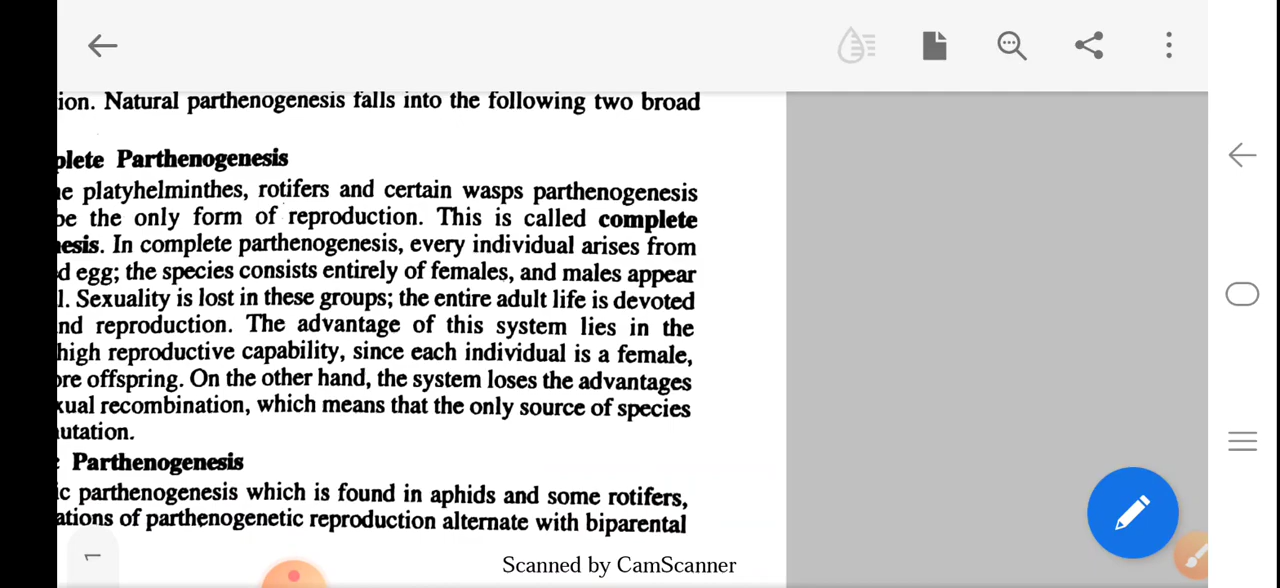 ion. Natural parthenogenesis falls into the following two broad
plete Parthenogenesis
e platyhelminthes, rotifers and certain wasps parthenogenesis
be the only form of reproduction. This is called complete
nesis. In complete parthenogenesis, every individual arises from
d egg; the species consists entirely of females, and males appear
l. Sexuality is lost in these groups; the entire adult life is devoted
nd reproduction. The advantage of this system lies in the
high reproductive capability, since each individual is a female,
ore offspring. On the other hand, the system loses the advantages
xual recombination, which means that the only source of species
utation.
Parthenogenesis
ic parthenogenesis which is found in aphids and some rotifers,
ations of parthenogenetic reproduction alternate with biparental
Scanned by CamScanner
1